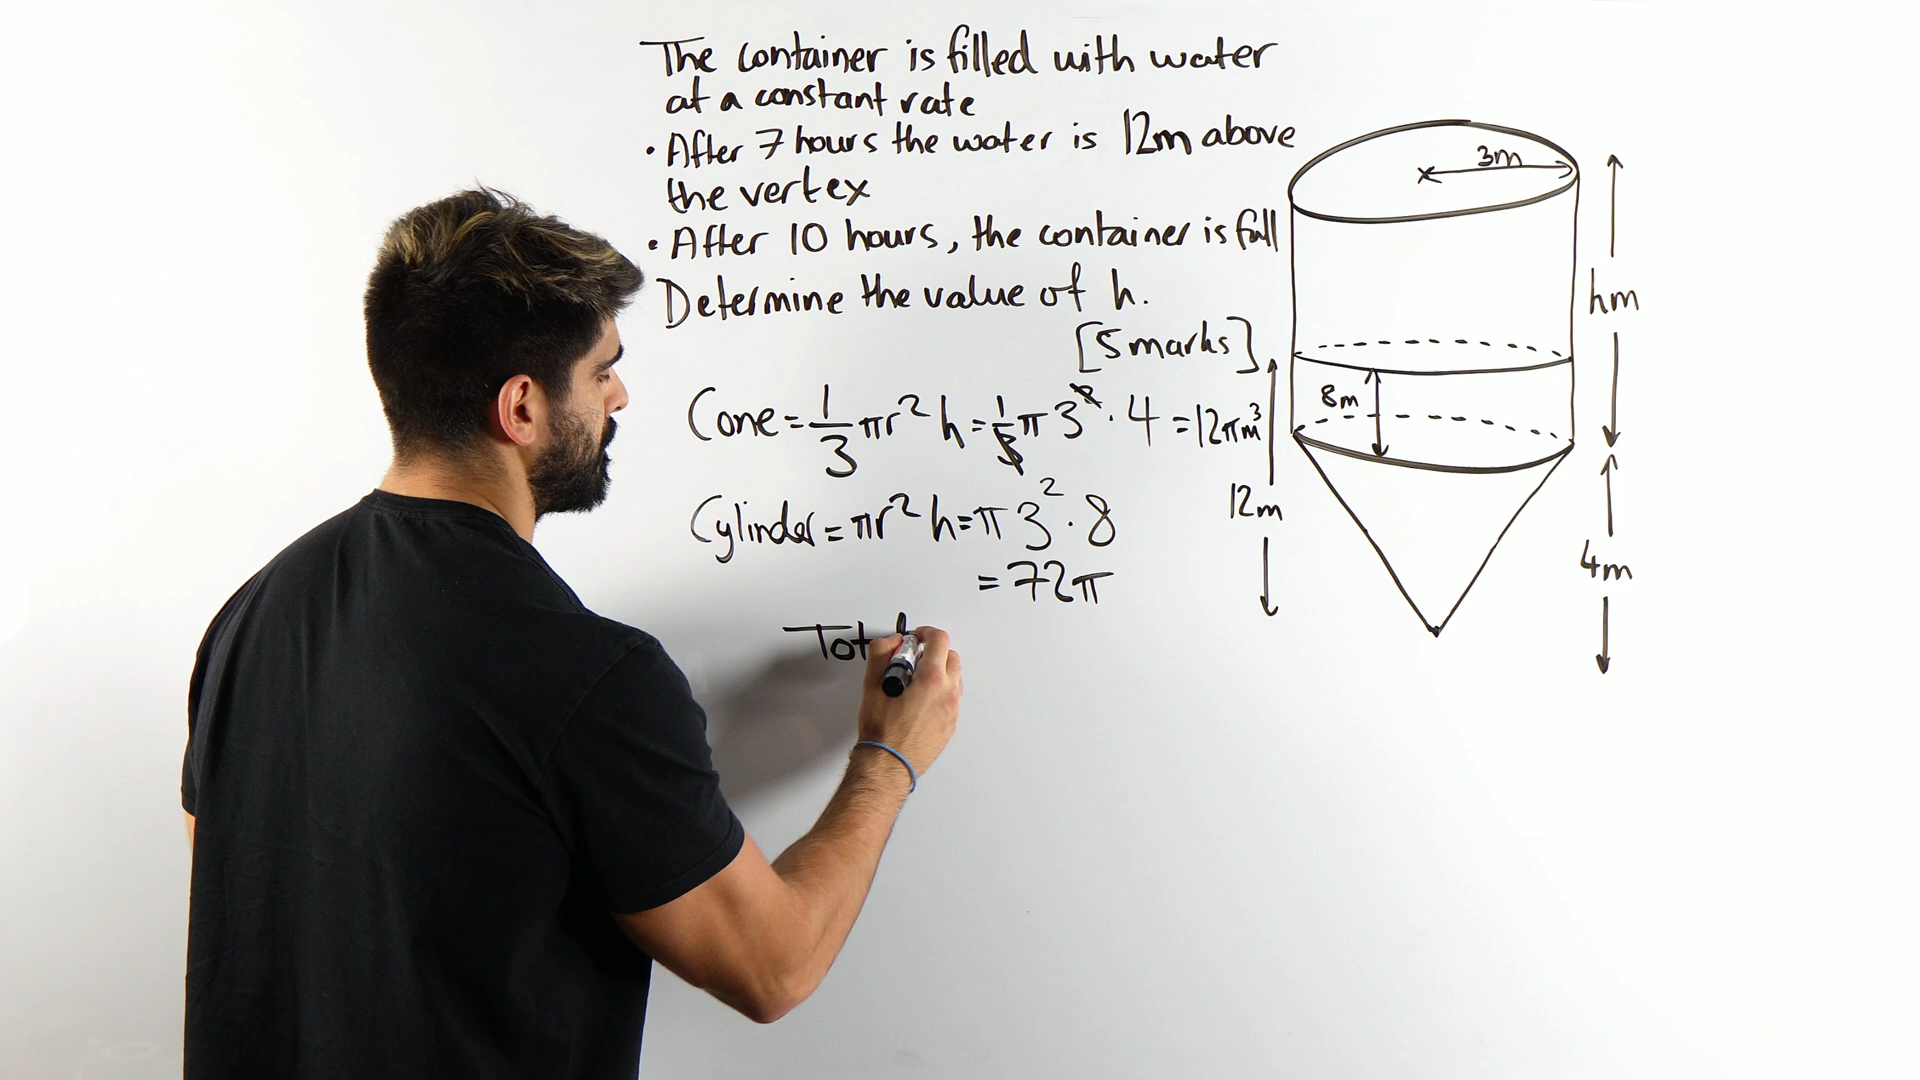 The container is filled with water
at a constant rate
• After 7 hours the water is 12m above
the vertex
• After 10 hours, the container is full
Determine the value of h.
[5 marks]
Cone = 1/3 πr² h = 1/3 π 3² · 4 = 12πm³
Cylinder = πr² h = π 3² · 8
= 72π
Tot
3m
hm
8m
12m
4m